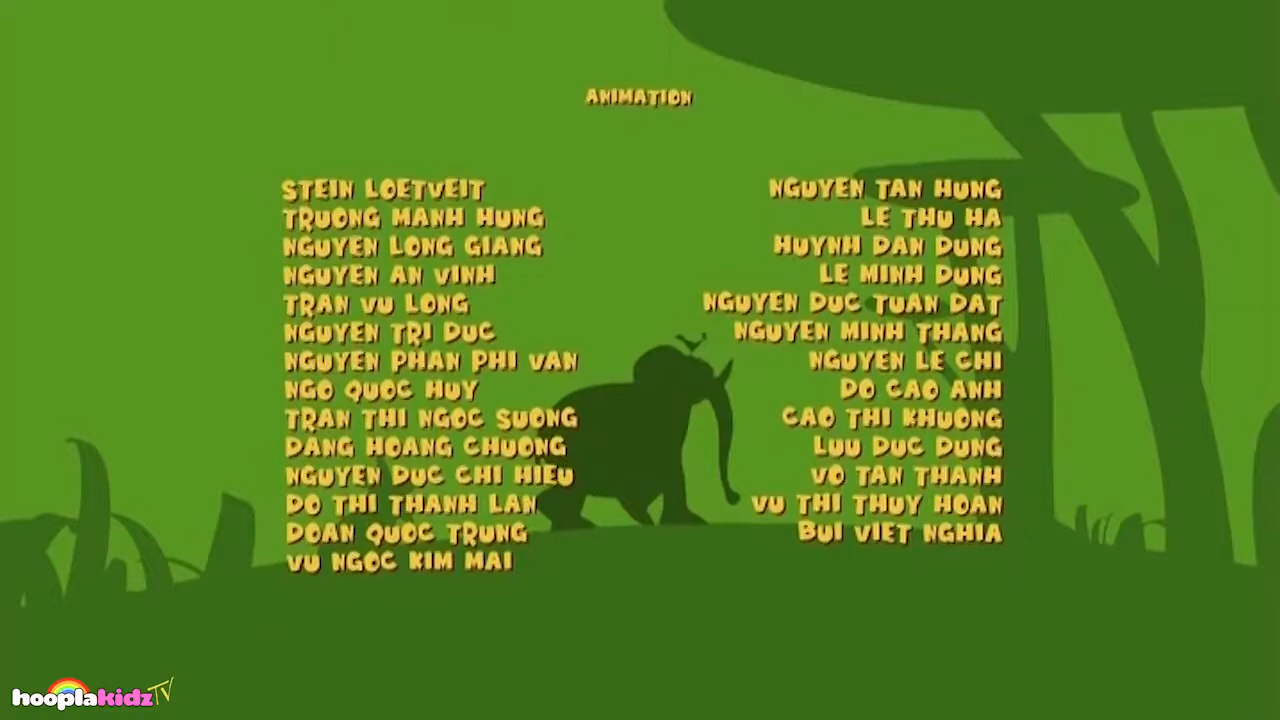 ANIMATION
STEIN LOETVEIT
TRUONG MANH HUNG
NGUYEN LONG GIANG
NGUYEN AN VINH
TRAN VU LONG
NGUYEN TRI DUC
NGUYEN PHAN PHI VAN
NGO QUOC HUY
TRAN THI NGOC SUONG
DANG HOANG CHUONG
NGUYEN DUC CHI HIEU
DO THI THANH LAN
DOAN QUOC TRUNG
VU NGOC KIM MAI
NGUYEN TAN HUNG
LE THU HA
HUYNH DAN DUNG
LE MINH DUNG
NGUYEN DUC TUAN DAT
NGUYEN MINH THANG
NGUYEN LE CHI
DO CAO ANH
CAO THI KHUONG
LUU DUC DUNG
VO TAN THANH
VU THI THUY HOAN
BUI VIET NGHIA
hooplakidz TV